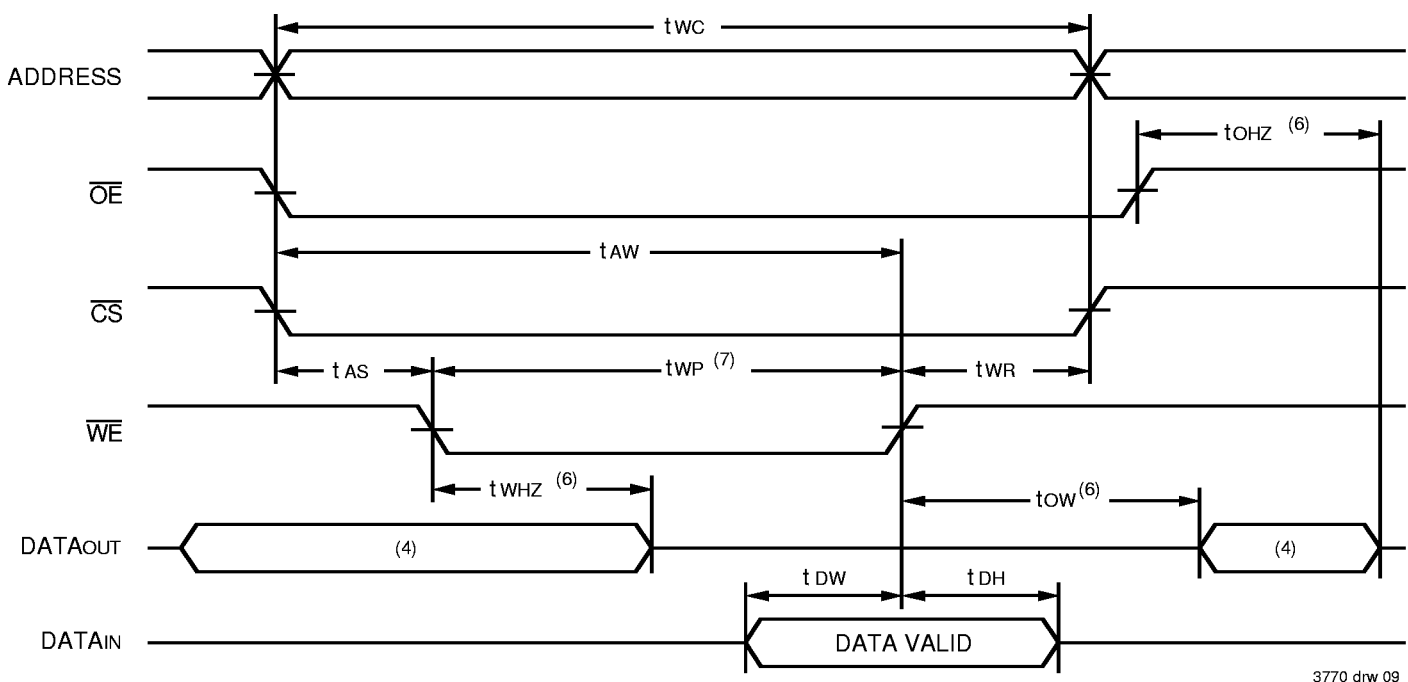 tWC
ADDRESS
tOHZ (6)
OE
tAW
CS
tAS
tWP (7)
tWR
WE
tWHZ (6)
tOW (6)
DATAOUT
(4)
(4)
tDW
tDH
DATAIN
DATA VALID
3770 drw 09